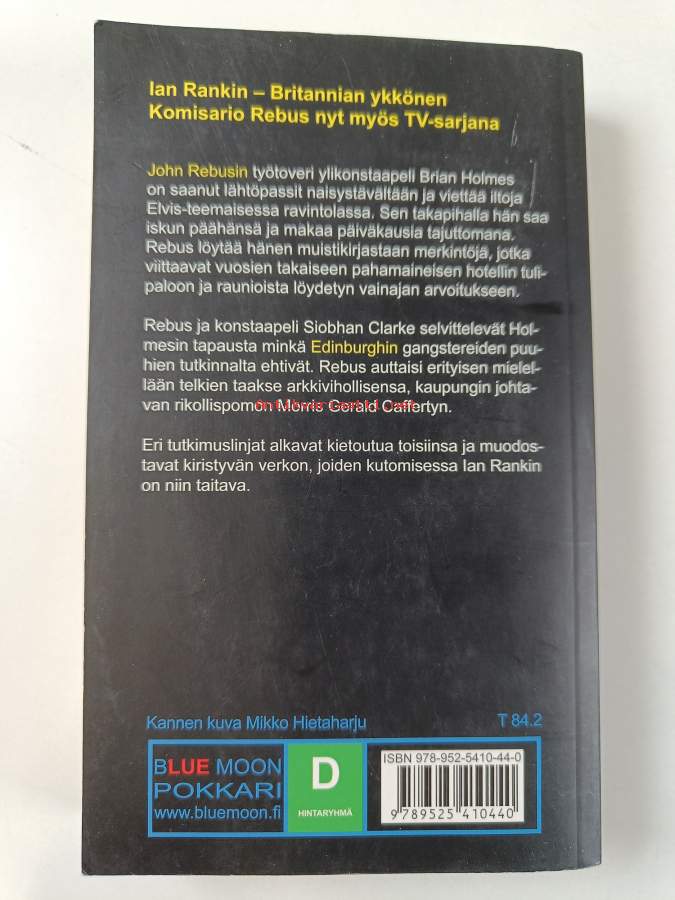 Ian Rankin – Britannian ykkönen
Komisario Rebus nyt myös TV-sarjana
John Rebusin työtoveri ylikonstaapeli Brian Holmes
on saanut lähtöpassit naisystävältään ja viettää iltoja
Elvis-teemaisessa ravintolassa. Sen takapihalla hän saa
iskun päähänsä ja makaa päiväkausia tajuttomana.
Rebus löytää hänen muistikirjastaan merkintöjä, jotka
viittaavat vuosien takaiseen pahamaineisen hotellin tuli-
paloon ja raunioista löydetyn vainajan arvoitukseen.
Rebus ja konstaapeli Siobhan Clarke selvittelevät Hol-
mesin tapausta minkä Edinburghin gangstereiden puu-
hien tutkinnalta ehtivät. Rebus auttaisi erityisen mielel-
lään telkien taakse arkkivihollisensa, kaupungin johta-
van rikollispomon Morris Gerald Caffertyn.
Eri tutkimuslinjat alkavat kietoutua toisiinsa ja muodos-
tavat kiristyvän verkon, joiden kutomisessa Ian Rankin
on niin taitava.
Kannen kuva Mikko Hietaharju
T 84.2
BLUE MOON
POKKARI
www.bluemoon.fi
D
HINTARYHMÄ
ISBN 978-952-5410-44-0
9 789525 410440